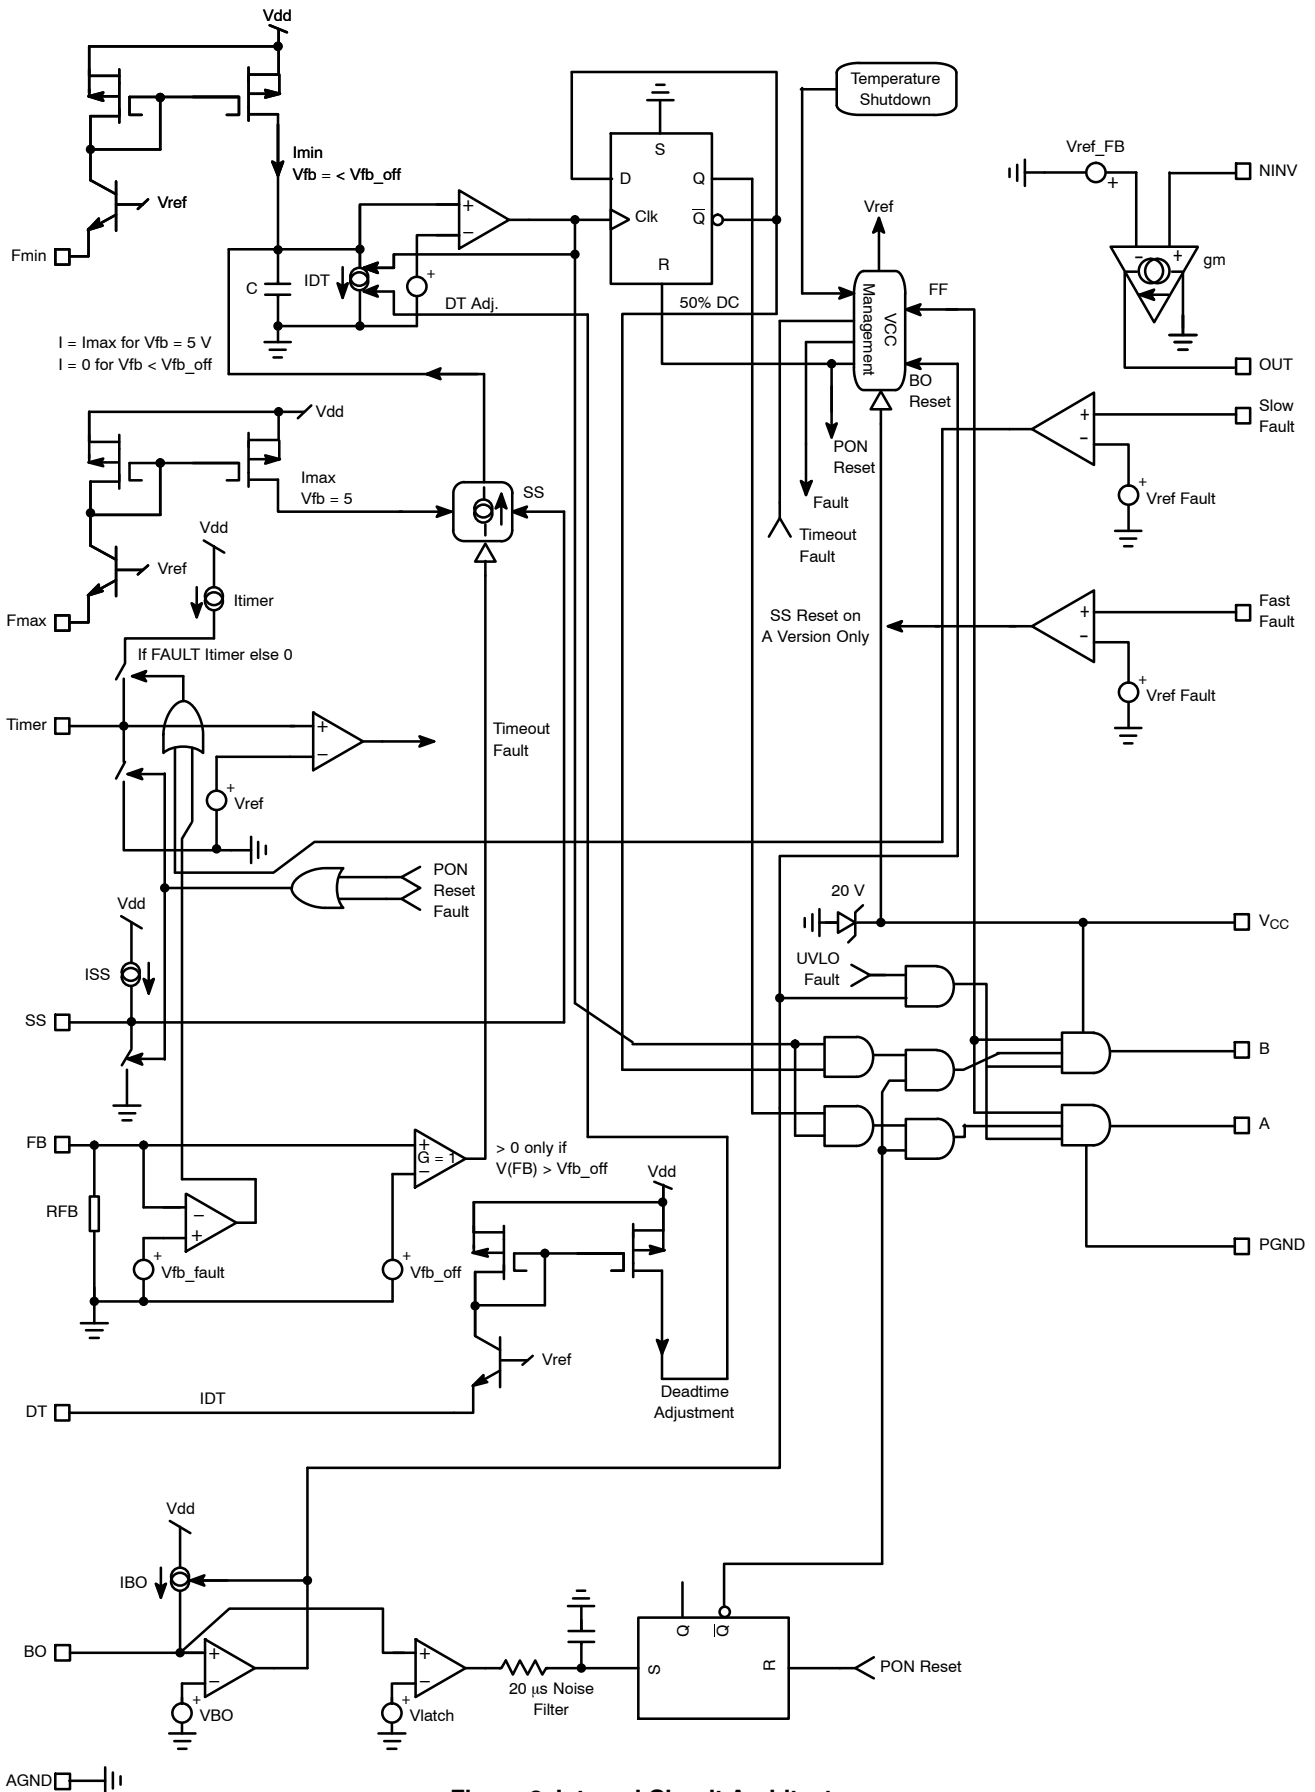 Vdd
Imin
Vfb = < Vfb_off
Vref
Fmin
C
IDT
+
−
+
DT Adj.
I = Imax for Vfb = 5 V
I = 0 for Vfb < Vfb_off
S
D
Q
Clk
Q
R
50% DC
Temperature
Shutdown
Vref
VCC
Management
FF
BO
Reset
PON
Reset
Fault
Timeout
Fault
Vref_FB
+
NINV
- +
gm
OUT
Slow
Fault
+
-
+
Vref Fault
Vdd
Imax
Vfb = 5
SS
Vref
Fmax
Vdd
Itimer
If FAULT Itimer else 0
SS Reset on
A Version Only
Fast
Fault
+
-
+
Vref Fault
Timer
+
−
Timeout
Fault
+
Vref
PON
Reset
Fault
Vdd
ISS
SS
20 V
VCC
UVLO
Fault
B
A
PGND
FB
+
G = 1
−
> 0 only if
V(FB) > Vfb_off
RFB
−
+
+
Vfb_fault
+
Vfb_off
Vdd
Vref
DT
IDT
Deadtime
Adjustment
Vdd
IBO
BO
+
−
+
VBO
+
−
+
Vlatch
20 μs Noise
Filter
Q
Q
S
R
PON Reset
AGND